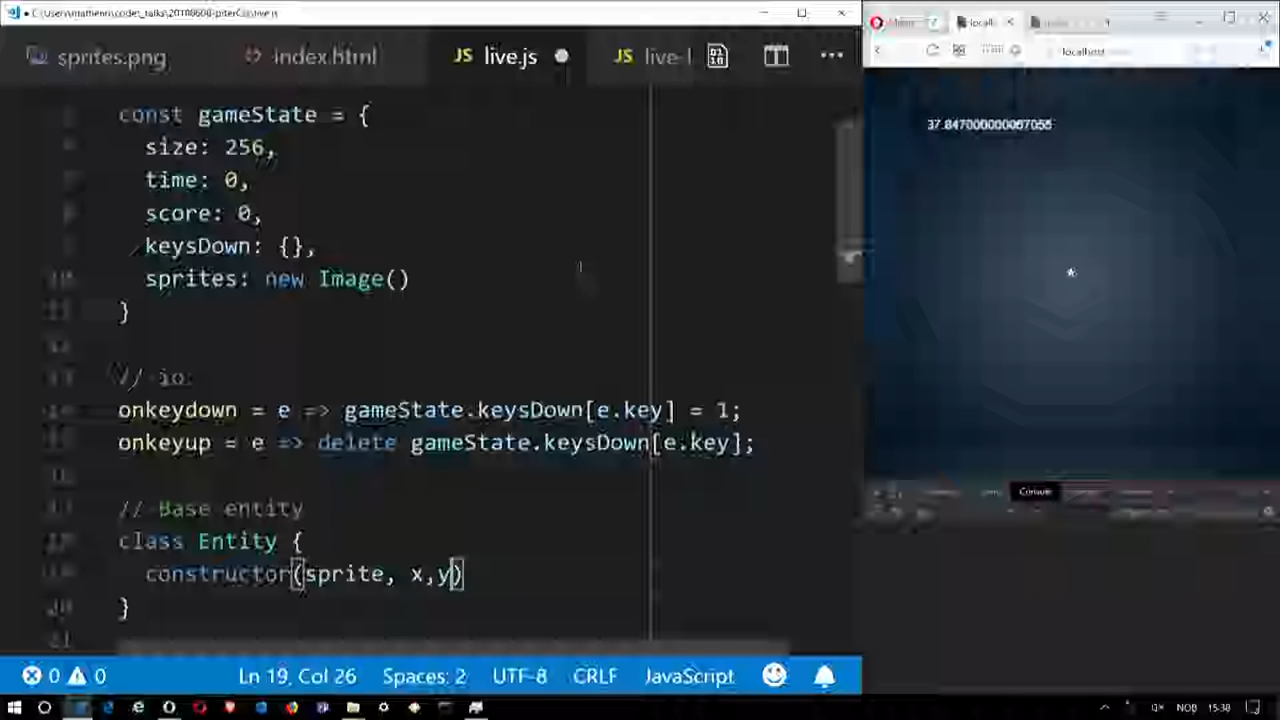 sprites.png
index.html
JS live.js
JS live-l
const gameState = {
size: 256,
time: 0,
score: 0,
keysDown: {},
sprites: new Image()
}
// io
onkeydown = e => gameState.keysDown[e.key] = 1;
onkeyup = e => delete gameState.keysDown[e.key];
// Base entity
class Entity {
constructor(sprite, x,y)
}
0 0
Ln 19, Col 26
Spaces: 2
UTF-8
CRLF
JavaScript
localhost
Console
NOB
15:38